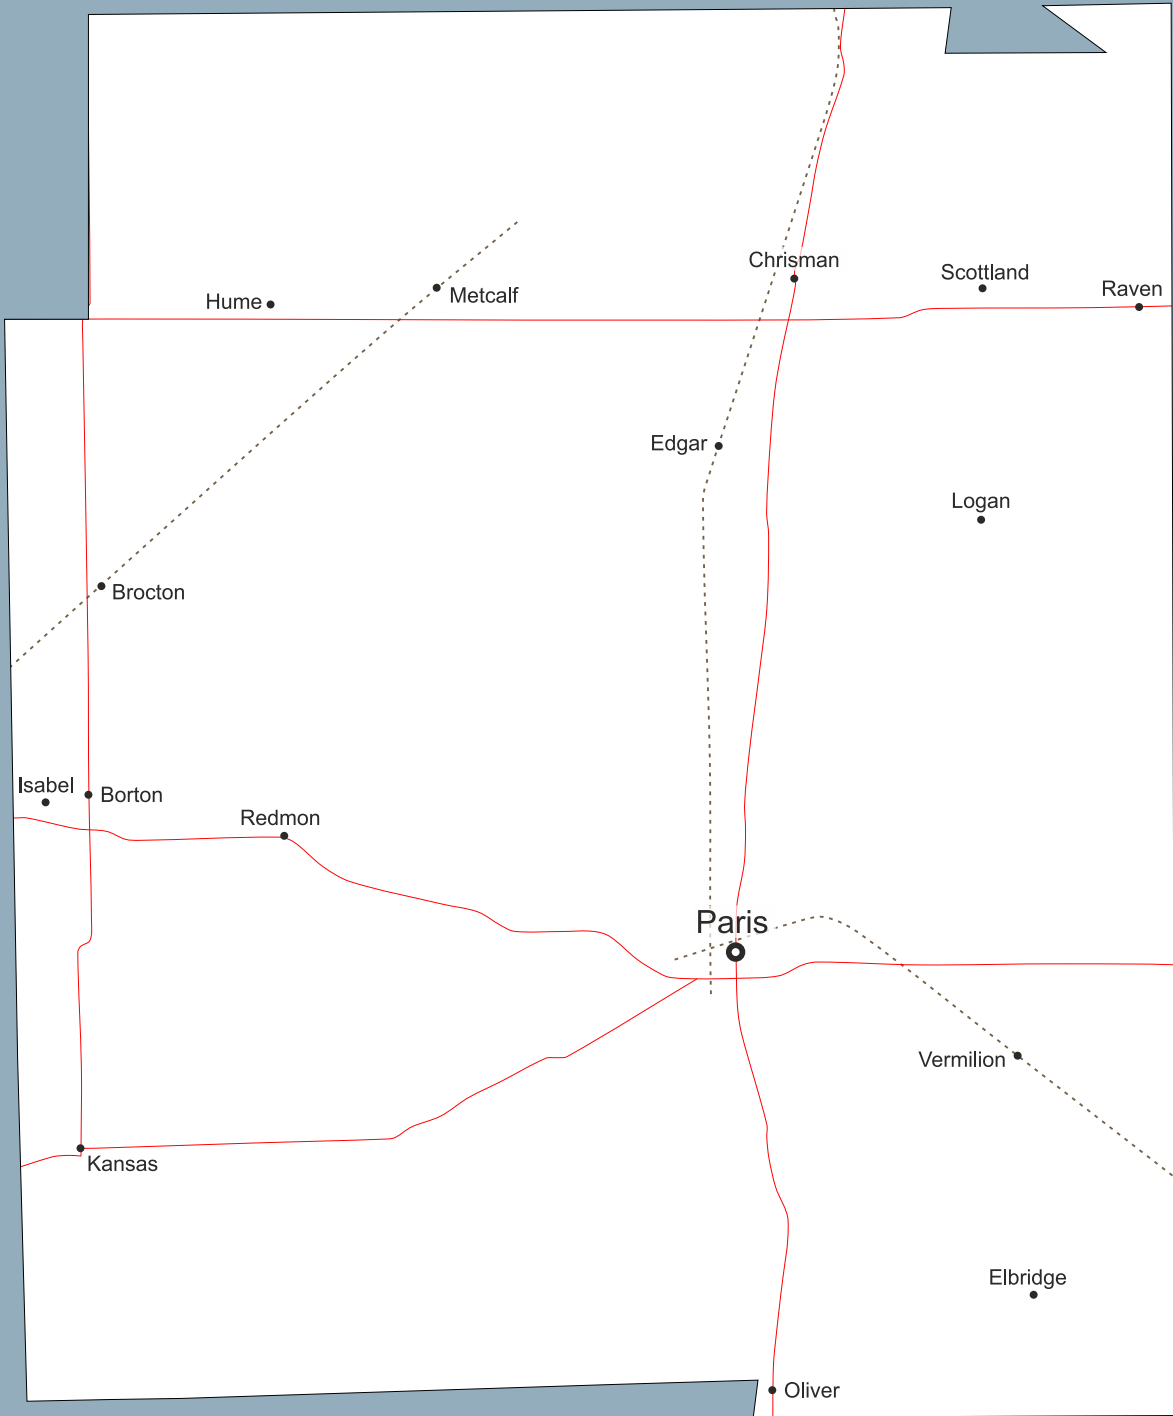 Chrisman
Scottland
Raven
Hume
Metcalf
Edgar
Logan
Brocton
Isabel
Borton
Redmon
Paris
Vermilion
Kansas
Elbridge
Oliver